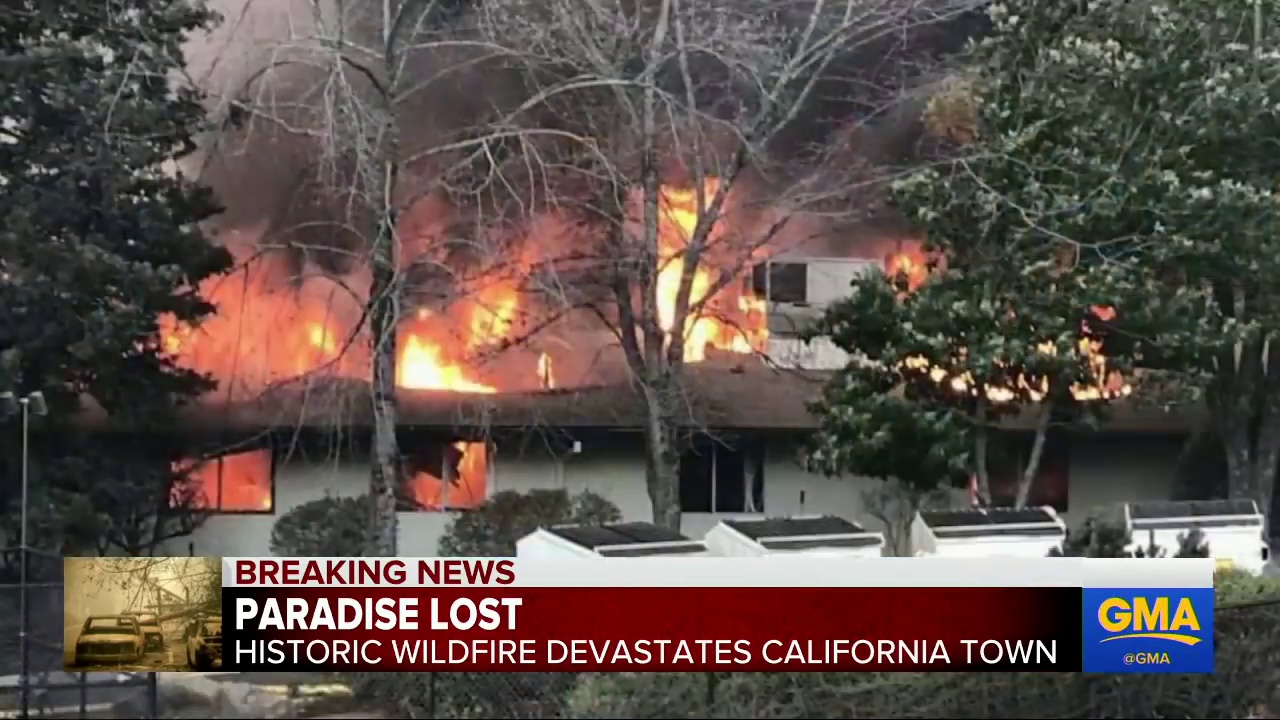 BREAKING NEWS
PARADISE LOST
HISTORIC WILDFIRE DEVASTATES CALIFORNIA TOWN
GMA
@GMA